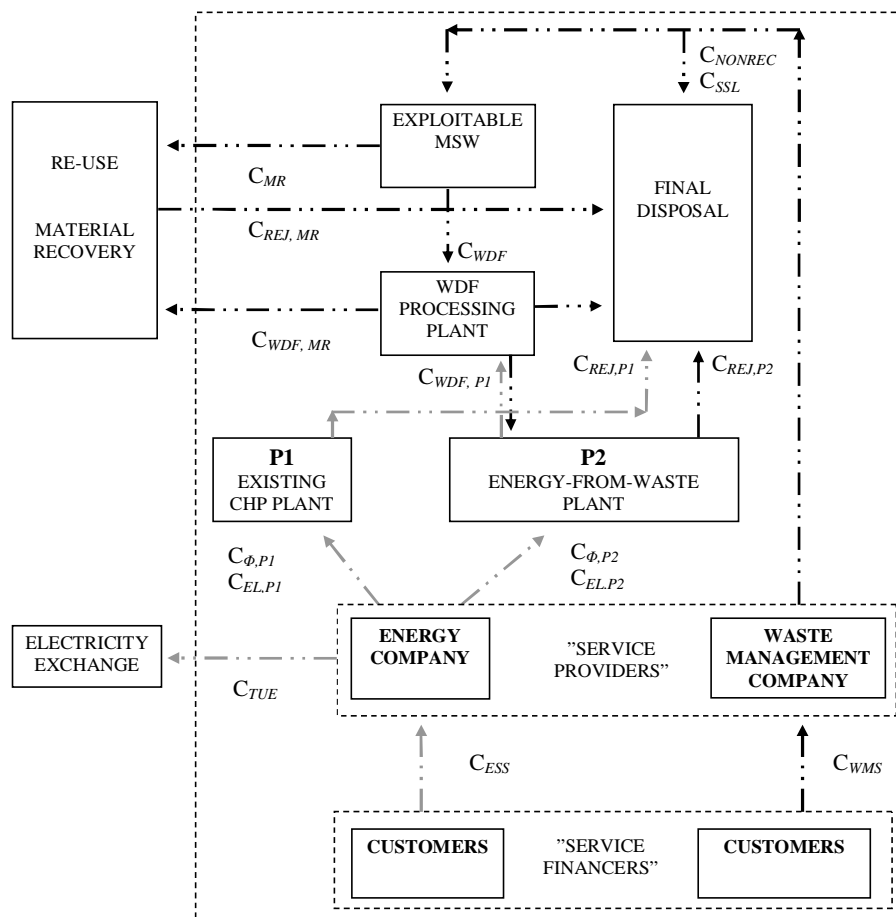 C_NONREC
C_SSL
EXPLOITABLE
MSW
RE-USE
MATERIAL
RECOVERY
C_MR
FINAL
DISPOSAL
C_REJ, MR
C_WDF
WDF
PROCESSING
PLANT
C_WDF, MR
C_WDF, P1
C_REJ,P1
C_REJ,P2
P1
EXISTING
CHP PLANT
P2
ENERGY-FROM-WASTE
PLANT
C_Φ,P1
C_EL,P1
C_Φ,P2
C_EL.P2
ELECTRICITY
EXCHANGE
C_TUE
ENERGY
COMPANY
”SERVICE
PROVIDERS”
WASTE
MANAGEMENT
COMPANY
C_ESS
C_WMS
CUSTOMERS
”SERVICE
FINANCERS”
CUSTOMERS